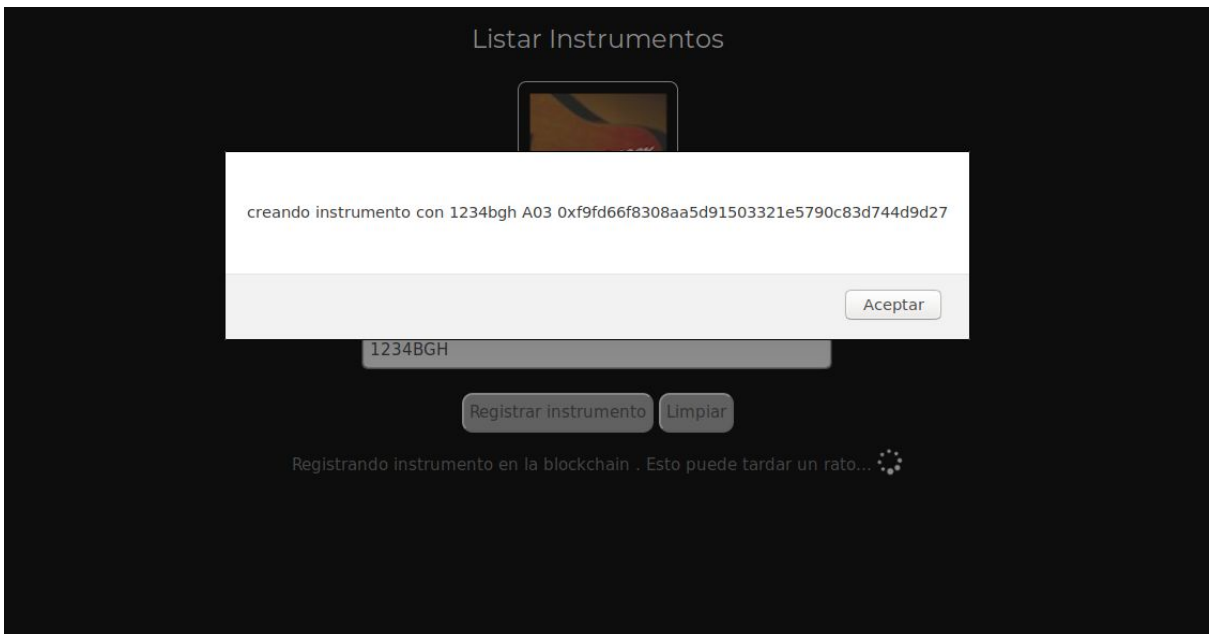 Listar Instrumentos
creando instrumento con 1234bgh A03 0xf9fd66f8308aa5d91503321e5790c83d744d9d27
Aceptar
1234BGH
Registrar instrumento Limpiar
Registrando instrumento en la blockchain . Esto puede tardar un rato...